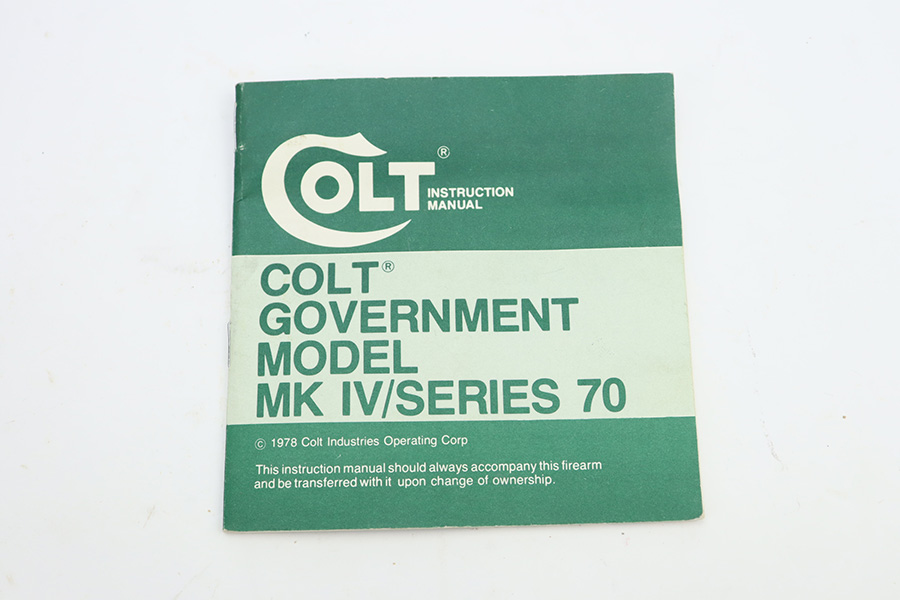 COLT®
INSTRUCTION
MANUAL
COLT®
GOVERNMENT
MODEL
MK IV/SERIES 70
© 1978 Colt Industries Operating Corp
This instruction manual should always accompany this firearm
and be transferred with it upon change of ownership.